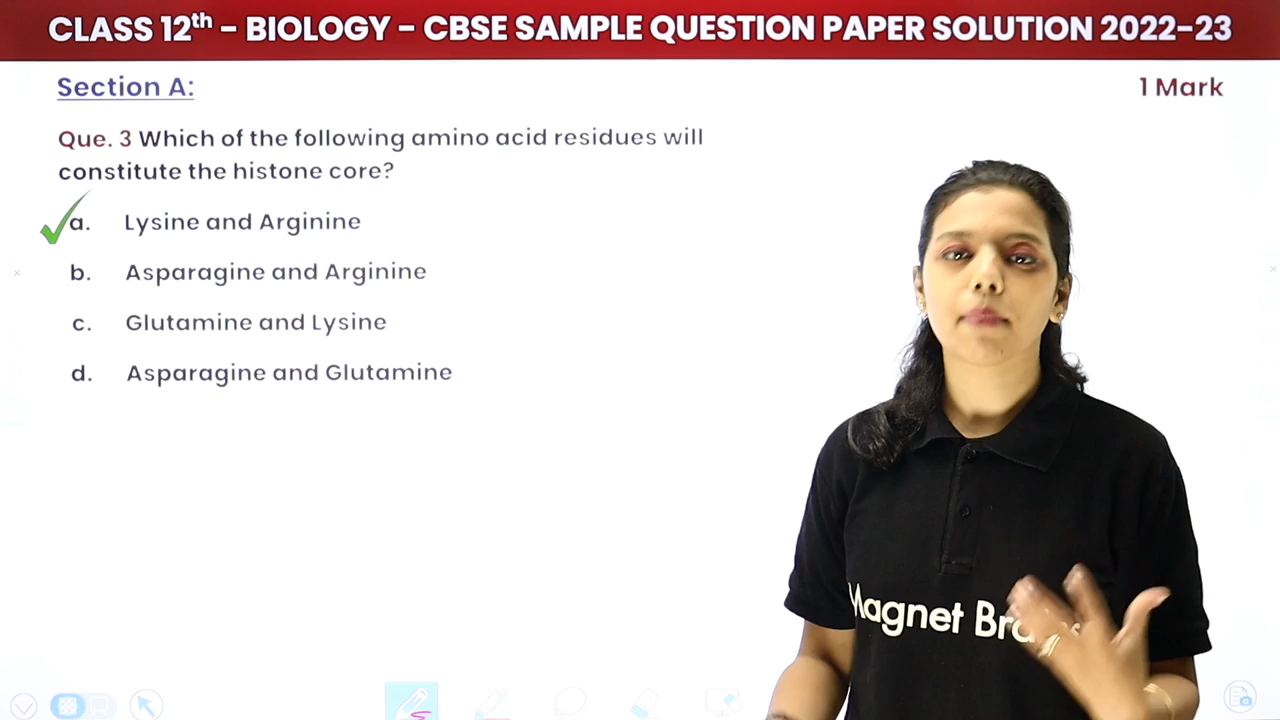 CLASS 12th – BIOLOGY – CBSE SAMPLE QUESTION PAPER SOLUTION 2022-23
Section A:
1 Mark
Que. 3 Which of the following amino acid residues will
constitute the histone core?
a. Lysine and Arginine
b. Asparagine and Arginine
c. Glutamine and Lysine
d. Asparagine and Glutamine
Magnet